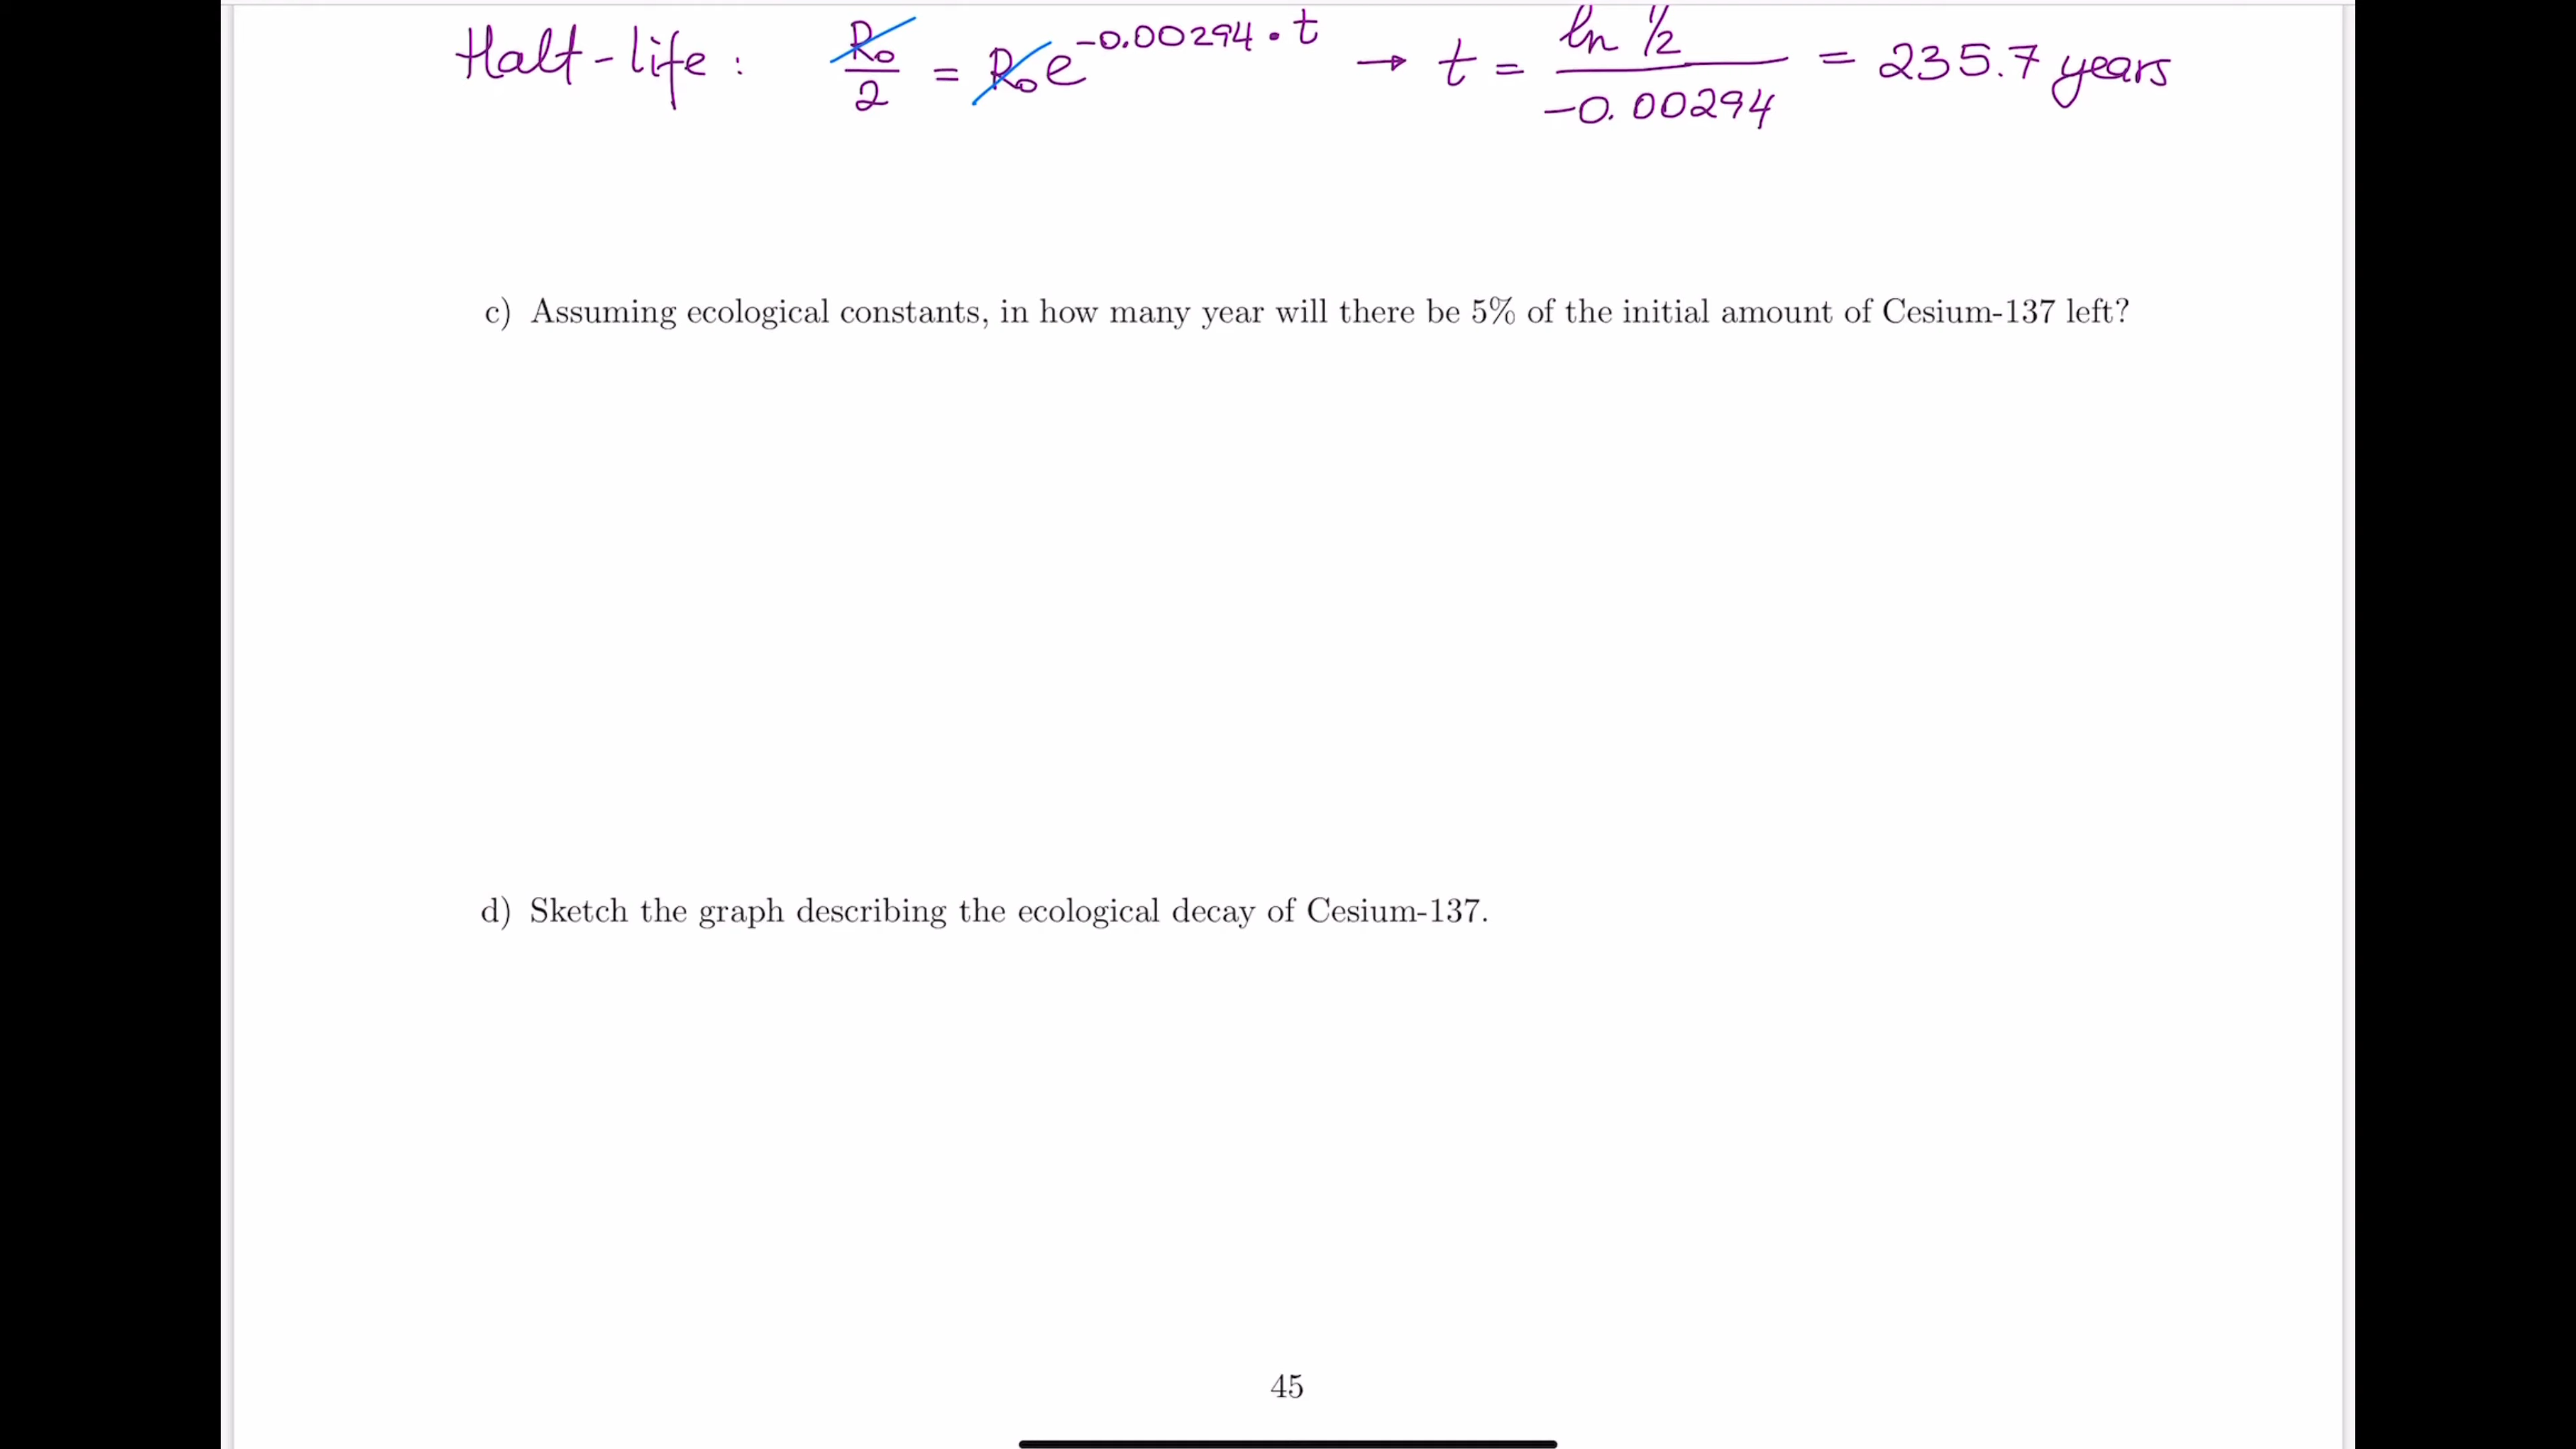 Half-life : R₀/2 = R₀e^(-0.00294·t) → t = ln 1/2 / -0.00294 = 235.7 years
c) Assuming ecological constants, in how many year will there be 5% of the initial amount of Cesium-137 left?
d) Sketch the graph describing the ecological decay of Cesium-137.
45